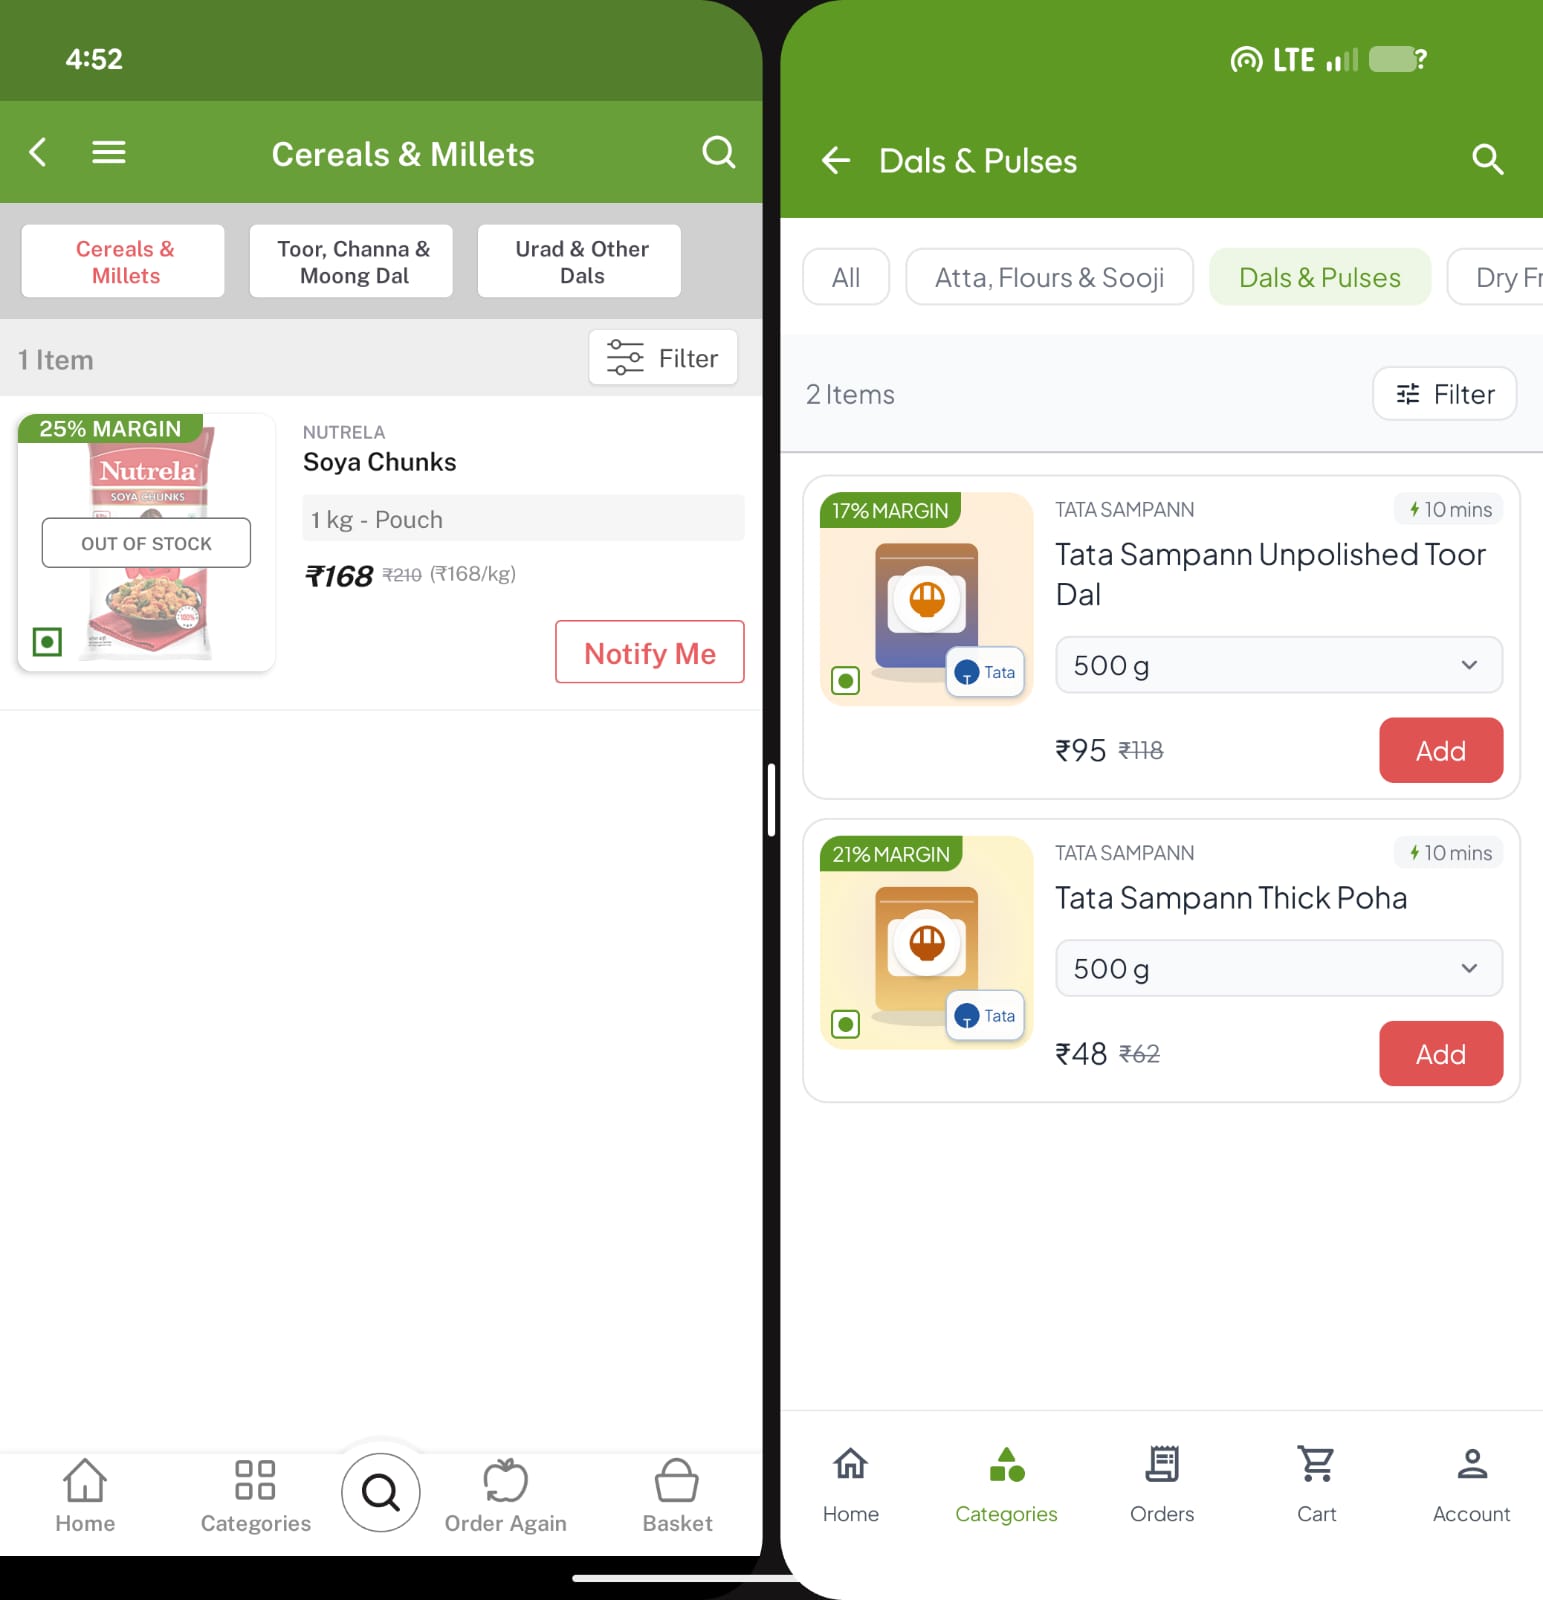 4:52
Cereals & Millets
Cereals &
Millets
Toor, Channa &
Moong Dal
Urad & Other
Dals
1 Item
Filter
25% MARGIN
Nutrela
SOYA CHUNKS
OUT OF STOCK
100%
NUTRELA
Soya Chunks
1 kg - Pouch
₹168 ₹210 (₹168/kg)
Notify Me
Home
Categories
Order Again
Basket
LTE
?
Dals & Pulses
All
Atta, Flours & Sooji
Dals & Pulses
Dry Fr
2 Items
Filter
17% MARGIN
T Tata
TATA SAMPANN
10 mins
Tata Sampann Unpolished Toor
Dal
500 g
₹95 ₹118
Add
21% MARGIN
T Tata
TATA SAMPANN
10 mins
Tata Sampann Thick Poha
500 g
₹48 ₹62
Add
Home
Categories
Orders
Cart
Account